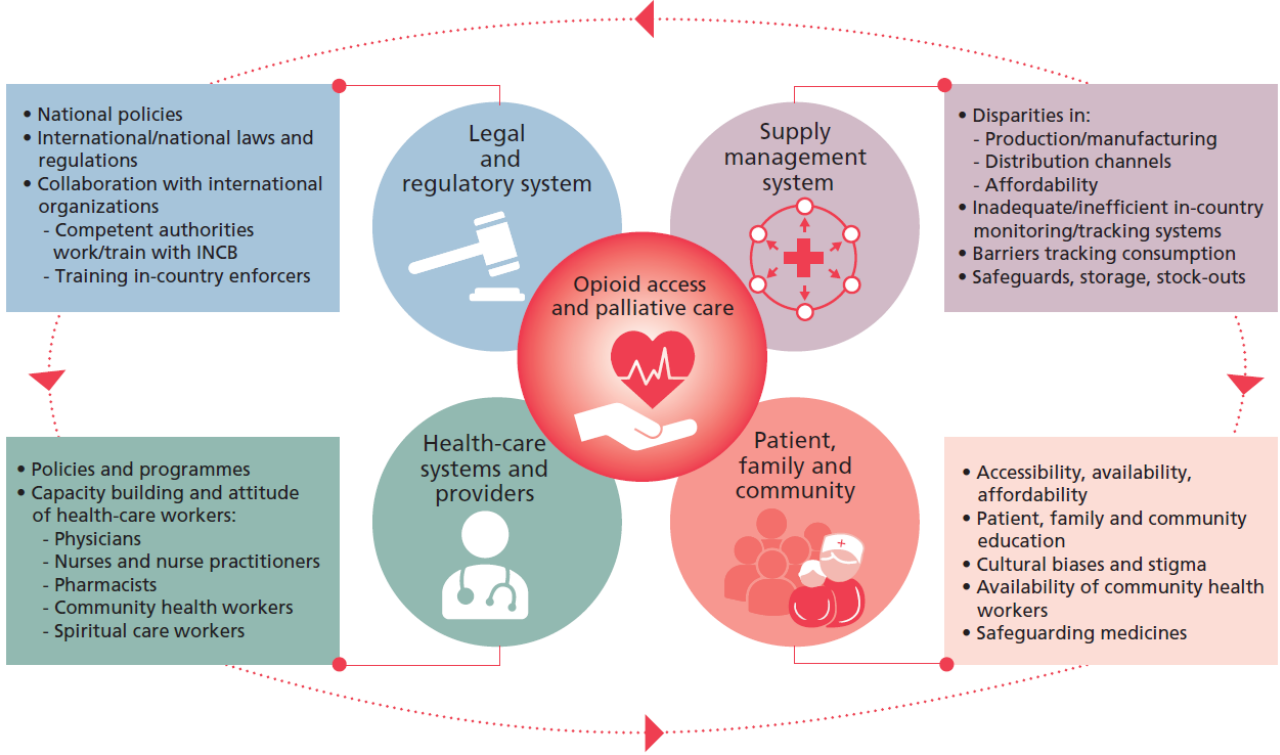 • National policies
• International/national laws and
regulations
• Collaboration with international
organizations
- Competent authorities
work/train with INCB
- Training in-country enforcers
Legal
and
regulatory system
Supply
management
system
• Disparities in:
- Production/manufacturing
- Distribution channels
- Affordability
• Inadequate/inefficient in-country
monitoring/tracking systems
• Barriers tracking consumption
• Safeguards, storage, stock-outs
Opioid access
and palliative care
• Policies and programmes
• Capacity building and attitude
of health-care workers:
- Physicians
- Nurses and nurse practitioners
- Pharmacists
- Community health workers
- Spiritual care workers
Health-care
systems and
providers
Patient,
family and
community
• Accessibility, availability,
affordability
• Patient, family and community
education
• Cultural biases and stigma
• Availability of community health
workers
• Safeguarding medicines